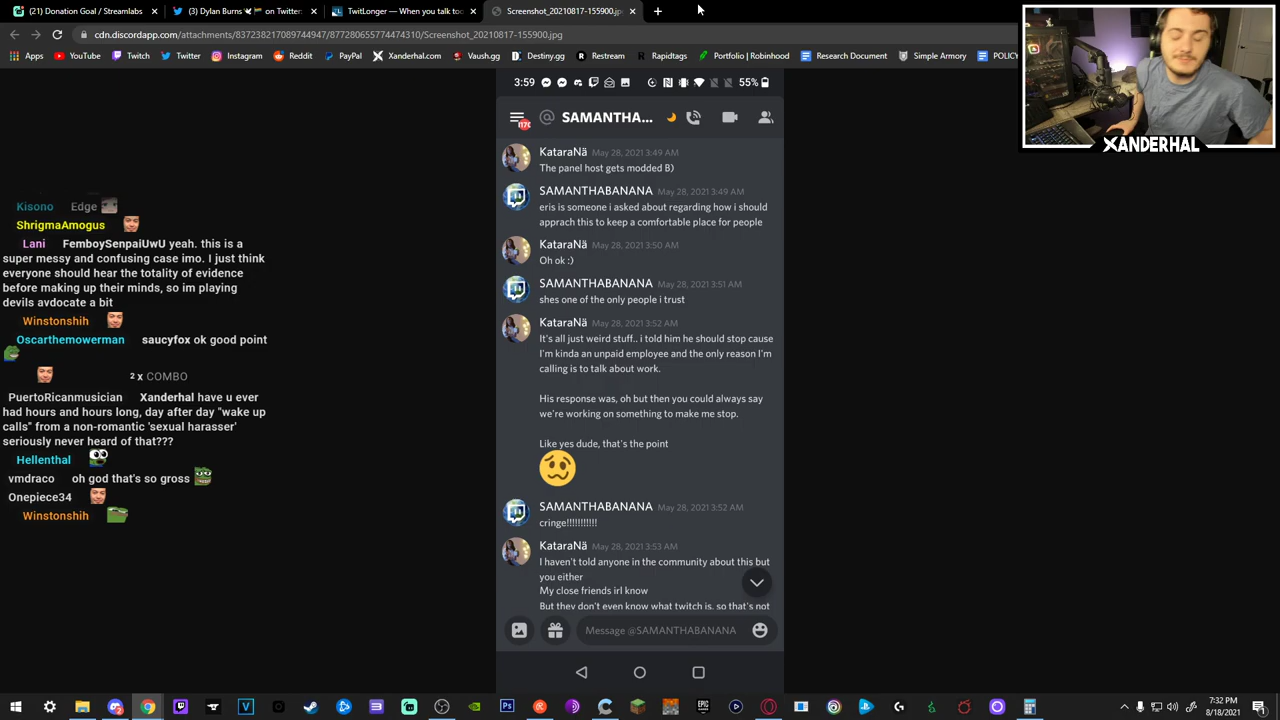 (21) Donation Goal / Streamlabs
(3) Dylan Burns on Twitter:
TwitLonger — When you talk too
Screenshot_20210817-155900.jpg
cdn.discordapp.com/attachments/837238217089744947/877280655774474310/Screenshot_20210817-155900.jpg
Apps YouTube Twitch Twitter Instagram Reddit PayPal Xanderhal.com Vaush.gg Destiny.gg Restream Rapidtags Portfolio | Robinhood Research Document Simple Armory POLIC
XANDERHAL
3:59 55%
@ SAMANTHA...
KataraNä May 28, 2021 3:49 AM
The panel host gets modded B)
SAMANTHABANANA May 28, 2021 3:49 AM
eris is someone i asked about regarding how i should
apprach this to keep a comfortable place for people
KataraNä May 28, 2021 3:50 AM
Oh ok :)
SAMANTHABANANA May 28, 2021 3:51 AM
shes one of the only people i trust
KataraNä May 28, 2021 3:52 AM
It's all just weird stuff.. i told him he should stop cause
I'm kinda an unpaid employee and the only reason I'm
calling is to talk about work.
His response was, oh but then you could always say
we're working on something to make me stop.
Like yes dude, that's the point
SAMANTHABANANA May 28, 2021 3:52 AM
cringe!!!!!!!!!!!
KataraNä May 28, 2021 3:53 AM
I haven't told anyone in the community about this but
you either
My close friends irl know
But they don't even know what twitch is, so that's not
Message @SAMANTHABANANA
Kisono Edge
ShrigmaAmogus
Lani FemboySenpaiUwU yeah. this is a
super messy and confusing case imo. I just think
everyone should hear the totality of evidence
before making up their minds, so im playing
devils avdocate a bit
Winstonshih
Oscarthemowerman saucyfox ok good point
2 x COMBO
PuertoRicanmusician Xanderhal have u ever
had hours and hours long, day after day "wake up
calls" from a non-romantic 'sexual harasser'
seriously never heard of that???
Hellenthal
vmdraco oh god that's so gross
Onepiece34
Winstonshih
7:32 PM
8/18/2021